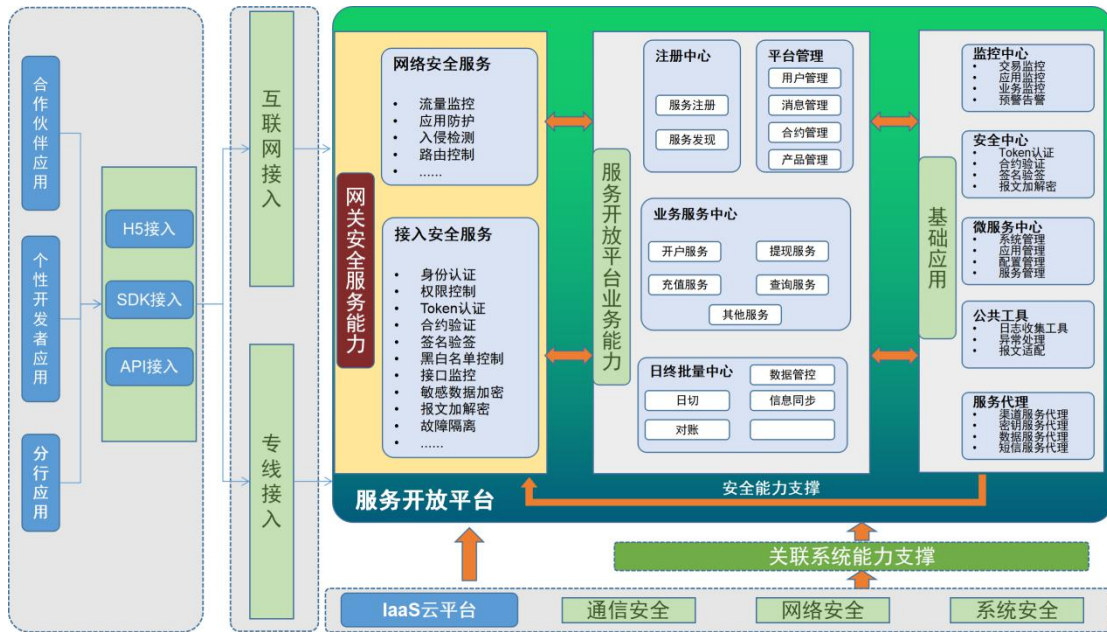 合作伙伴应用
个性开发者应用
分行应用
H5接入
SDK接入
API接入
互联网接入
专线接入
网关安全服务能力
网络安全服务
• 流量监控
• 应用防护
• 入侵检测
• 路由控制
• ......
接入安全服务
• 身份认证
• 权限控制
• Token认证
• 合约验证
• 签名验签
• 黑白名单控制
• 接口监控
• 敏感数据加密
• 报文加解密
• 故障隔离
• ......
服务开放平台业务能力
注册中心
服务注册
服务发现
平台管理
用户管理
消息管理
合约管理
产品管理
业务服务中心
开户服务
提现服务
充值服务
查询服务
其他服务
日终批量中心
数据管控
日切
信息同步
对账
基础应用
监控中心
• 交易监控
• 应用监控
• 业务监控
• 预警告警
安全中心
• Token认证
• 合约验证
• 签名验签
• 报文加解密
微服务中心
• 系统管理
• 应用管理
• 配置管理
• 服务管理
公共工具
• 日志收集工具
• 异常处理
• 报文适配
服务代理
• 渠道服务代理
• 密钥服务代理
• 数据服务代理
• 短信服务代理
安全能力支撑
服务开放平台
关联系统能力支撑
IaaS云平台
通信安全
网络安全
系统安全